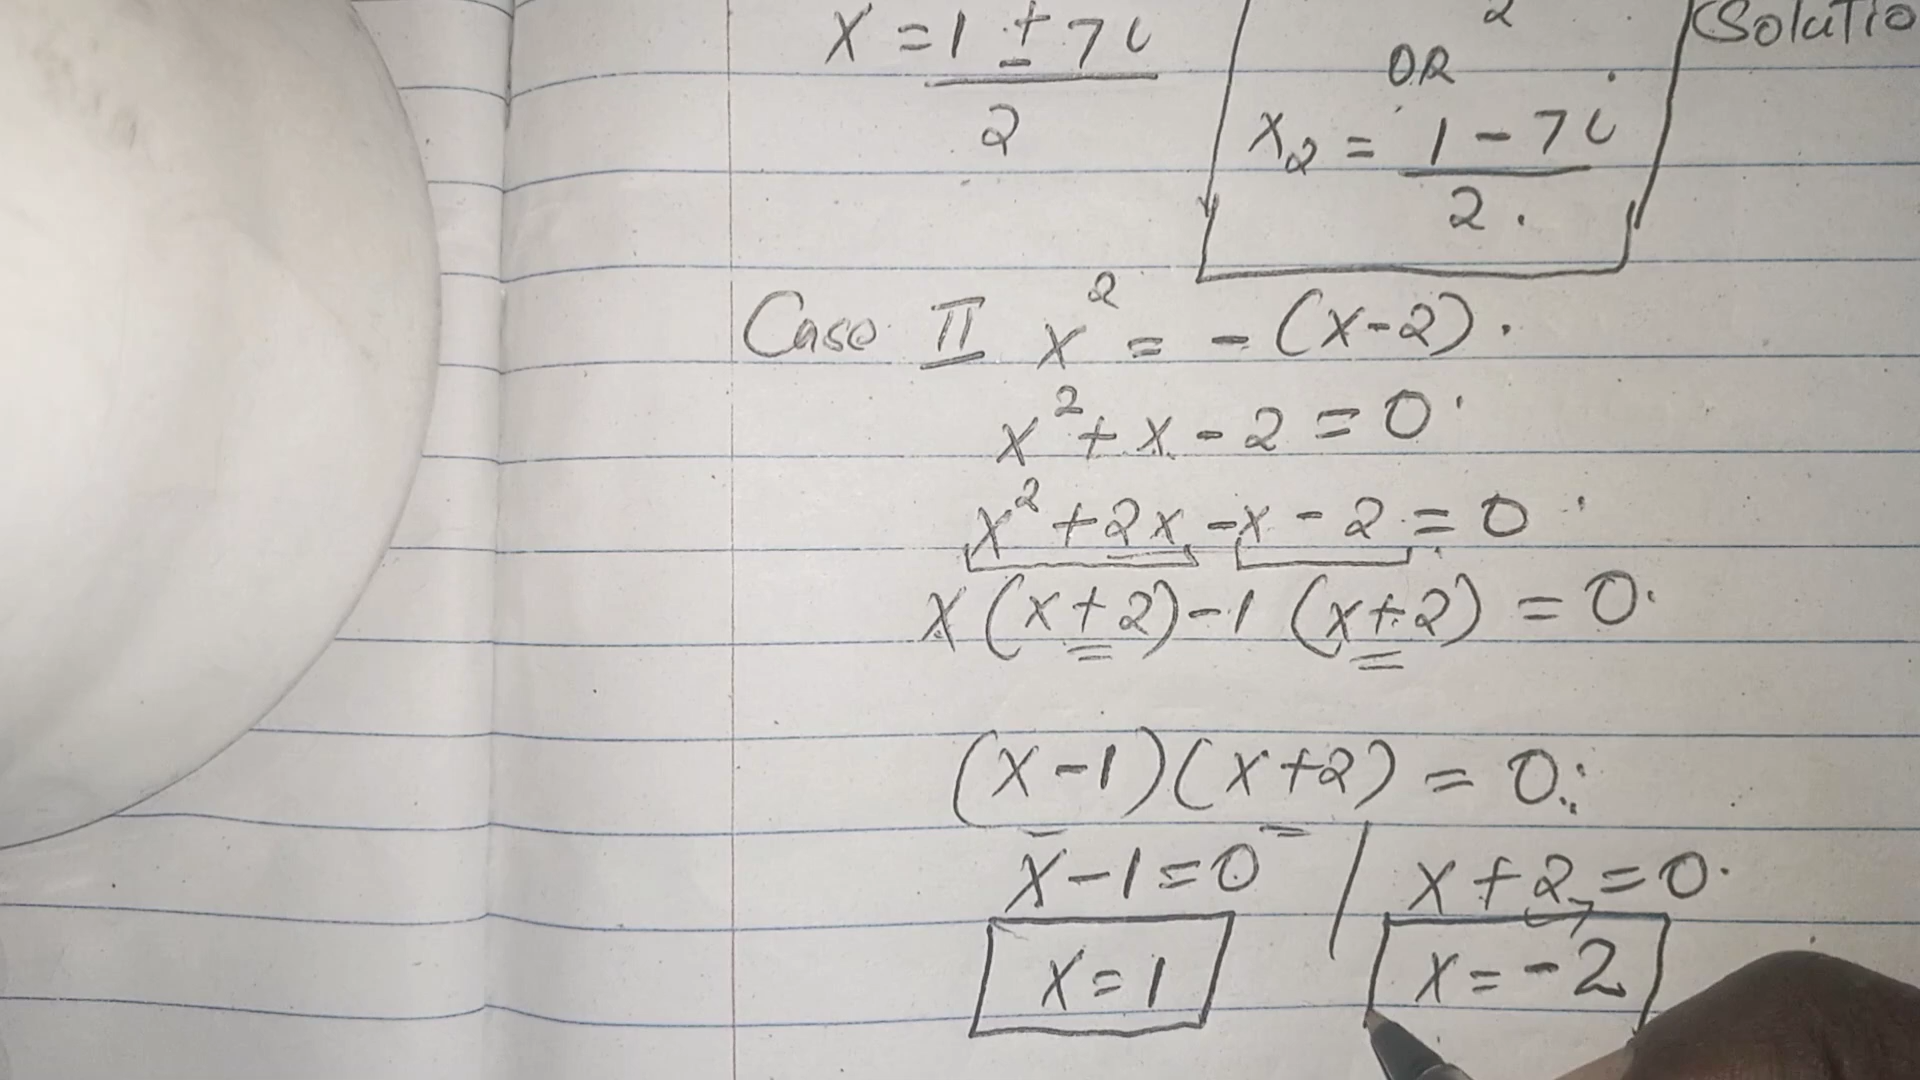 x = 1 ± 7i
2
2
OR
x₂ = 1 - 7i
2.
(Solutio
Case II x² = - (x-2).
x² + x - 2 = 0
x² + 2x - x - 2 = 0
x (x+2) - 1 (x+2) = 0.
(x-1)(x+2) = 0
x-1=0 / x+2=0.
x=1 x=-2